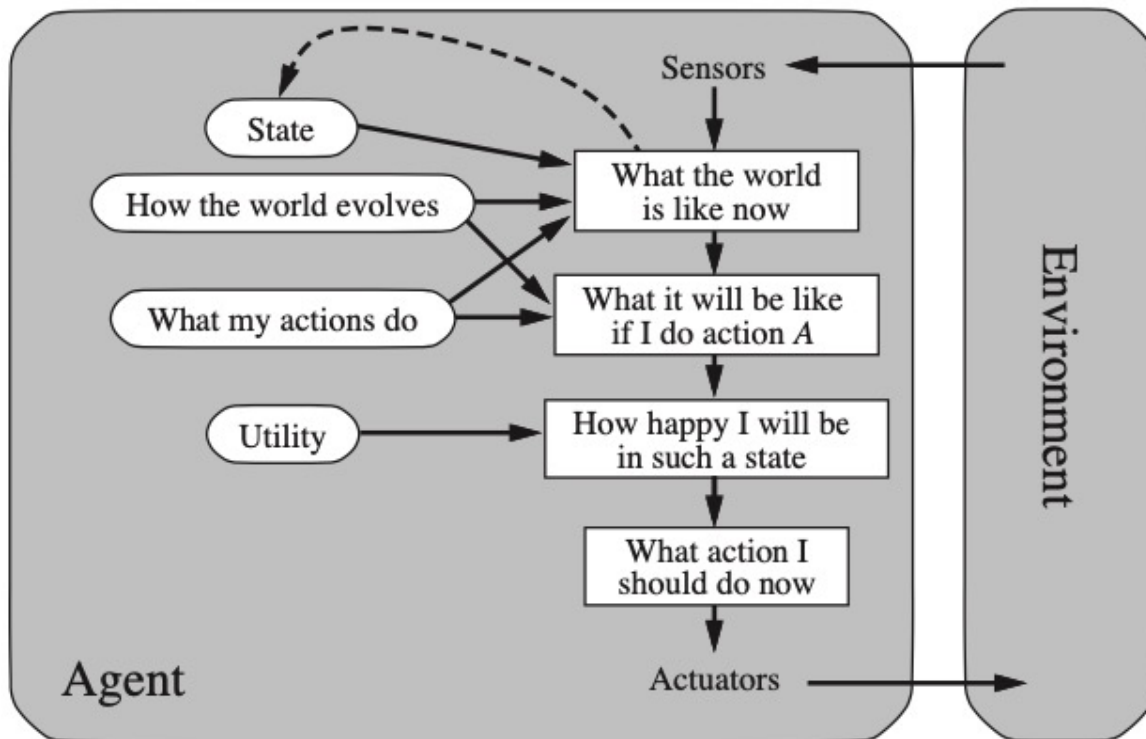 Sensors
State
What the world
is like now
How the world evolves
What it will be like
if I do action A
What my actions do
How happy I will be
in such a state
Utility
What action I
should do now
Actuators
Agent
Environment